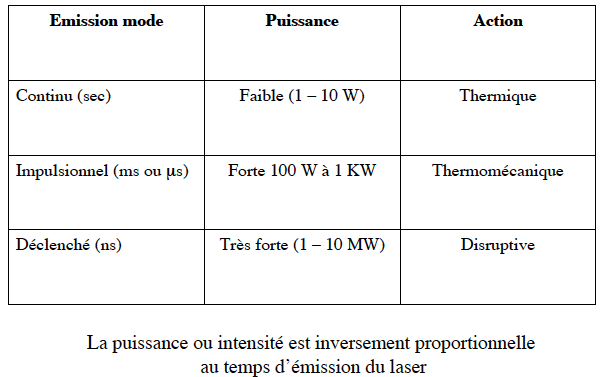 Emission mode Puissance Action
Continu (sec) Faible (1 – 10 W) Thermique
Impulsionnel (ms ou µs) Forte 100 W à 1 KW Thermomécanique
Déclenché (ns) Très forte (1 – 10 MW) Disruptive
La puissance ou intensité est inversement proportionnelle
au temps d’émission du laser